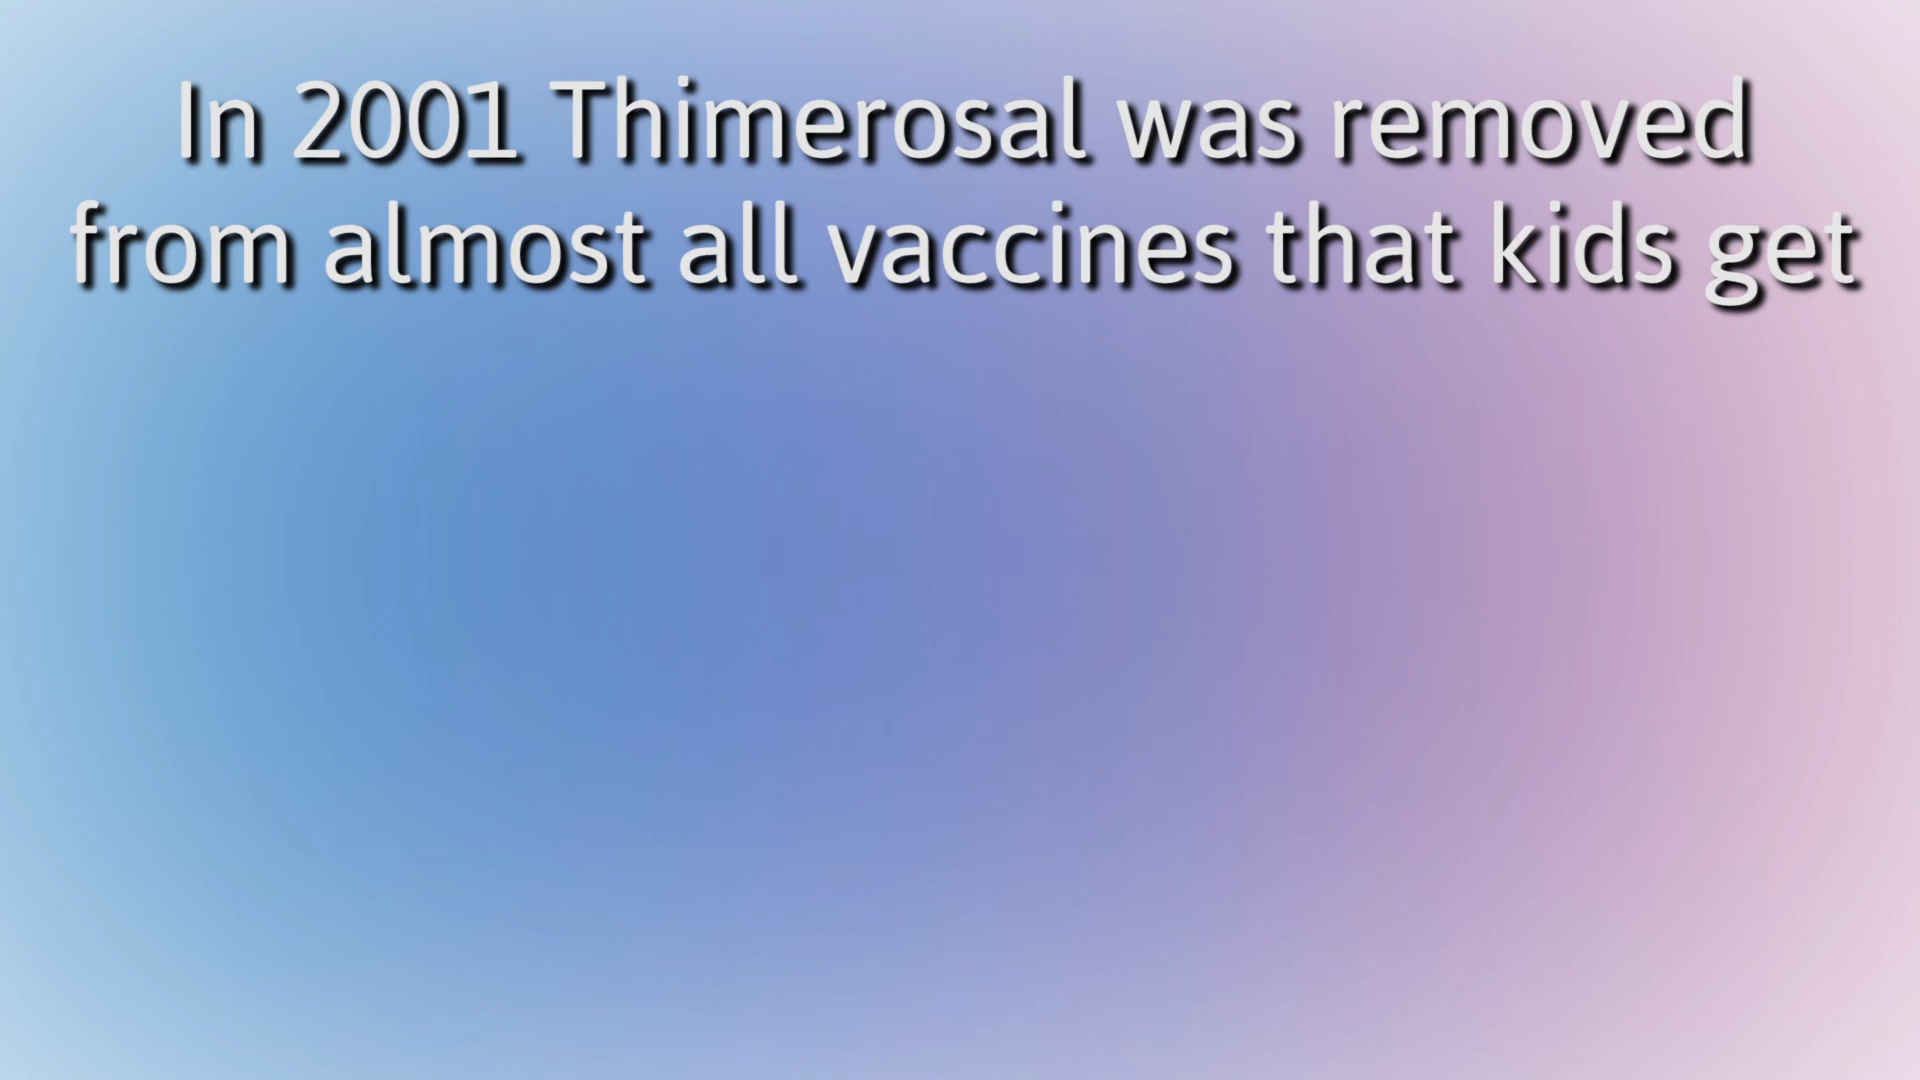 In 2001 Thimerosal was removed
from almost all vaccines that kids get